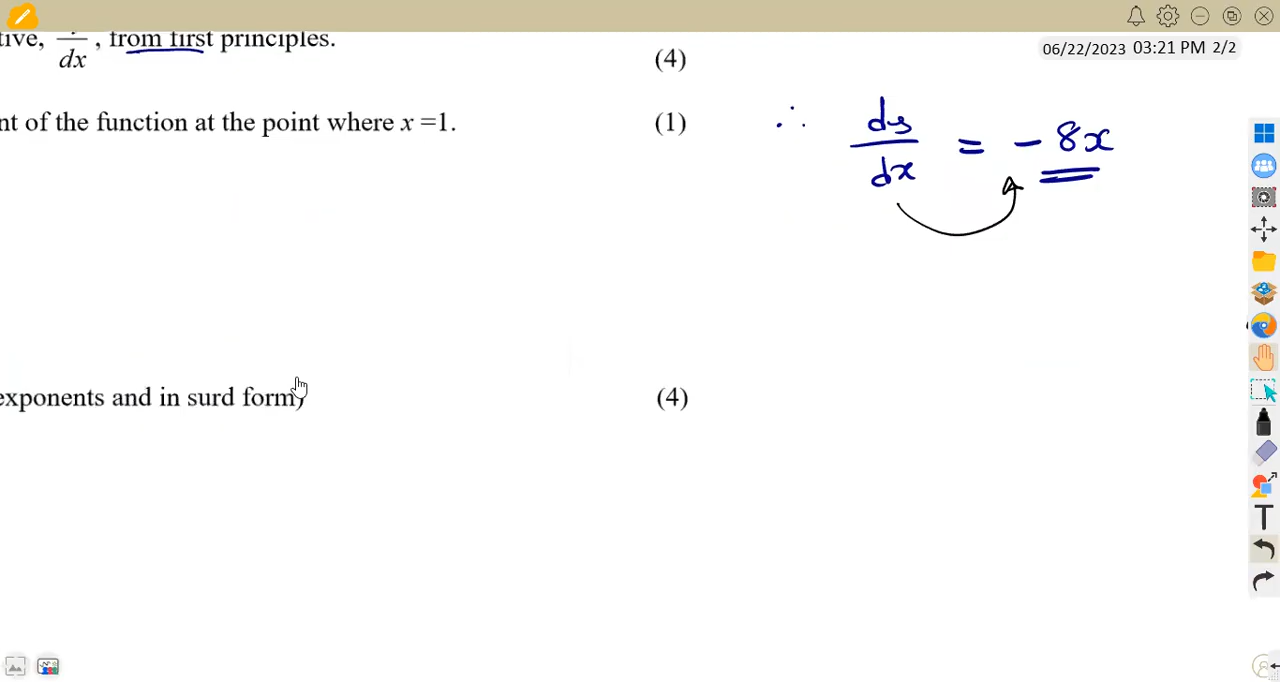 06/22/2023 03:21 PM 2/2
tive, dx , from first principles.
(4)
nt of the function at the point where x =1.
(1)
∴ dy/dx = - 8x
exponents and in surd form)
(4)
T